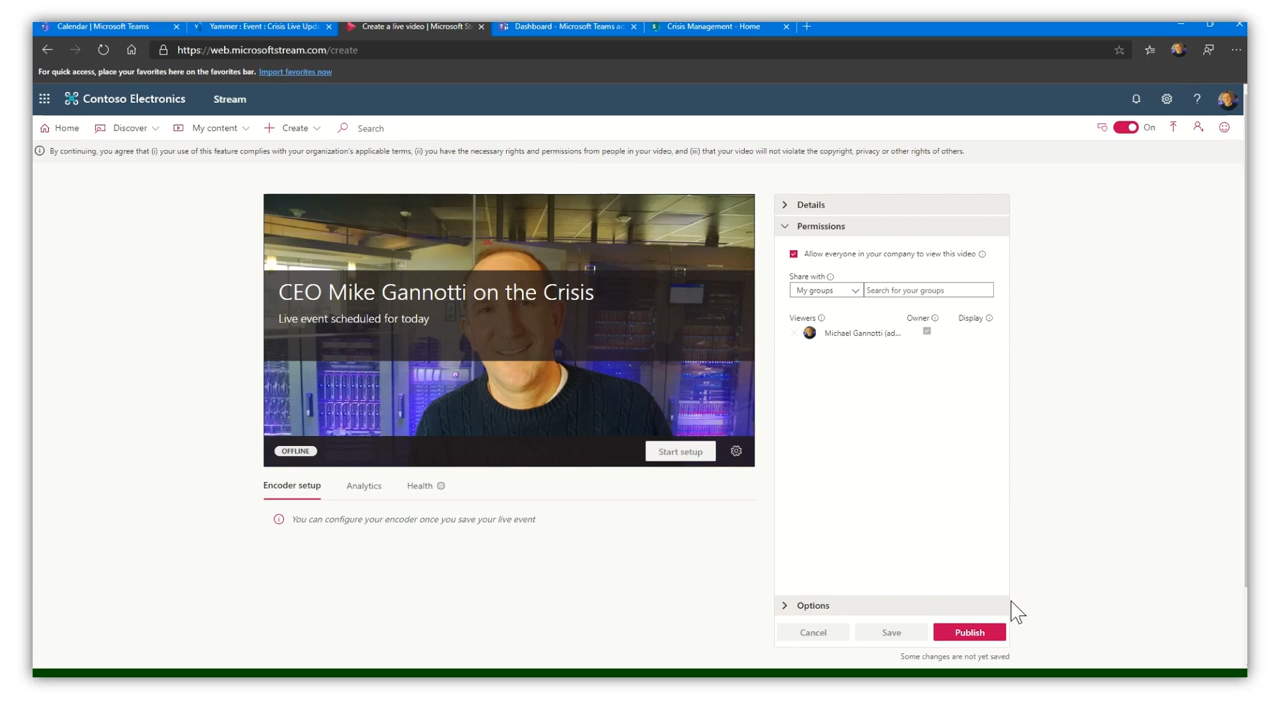 Calendar | Microsoft Teams
Yammer : Event : Crisis Live Upda
Create a live video | Microsoft St
Dashboard - Microsoft Teams ad
Crisis Management - Home
https://web.microsoftstream.com/create
For quick access, place your favorites here on the favorites bar. Import favorites now
Contoso Electronics Stream
Home Discover My content Create Search On
By continuing, you agree that (i) your use of this feature complies with your organization's applicable terms, (ii) you have the necessary rights and permissions from people in your video, and (iii) that your video will not violate the copyright, privacy or other rights of others.
CEO Mike Gannotti on the Crisis
Live event scheduled for today
OFFLINE
Start setup
Encoder setup Analytics Health
You can configure your encoder once you save your live event
Details
Permissions
Allow everyone in your company to view this video
Share with
My groups Search for your groups
Viewers Owner Display
Michael Gannotti (ad...
Options
Cancel Save Publish
Some changes are not yet saved